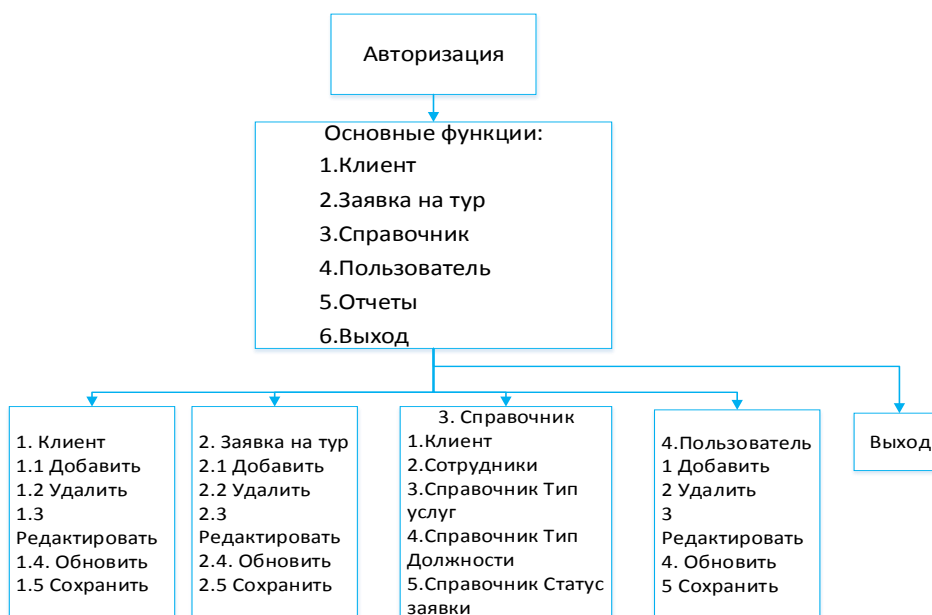 Авторизация
Основные функции:
1.Клиент
2.Заявка на тур
3.Справочник
4.Пользователь
5.Отчеты
6.Выход
1. Клиент
1.1 Добавить
1.2 Удалить
1.3
Редактировать
1.4. Обновить
1.5 Сохранить
2. Заявка на тур
2.1 Добавить
2.2 Удалить
2.3
Редактировать
2.4. Обновить
2.5 Сохранить
3. Справочник
1.Клиент
2.Сотрудники
3.Справочник Тип
услуг
4.Справочник Тип
Должности
5.Справочник Статус
заявки
4.Пользователь
1 Добавить
2 Удалить
3
Редактировать
4. Обновить
5 Сохранить
Выход